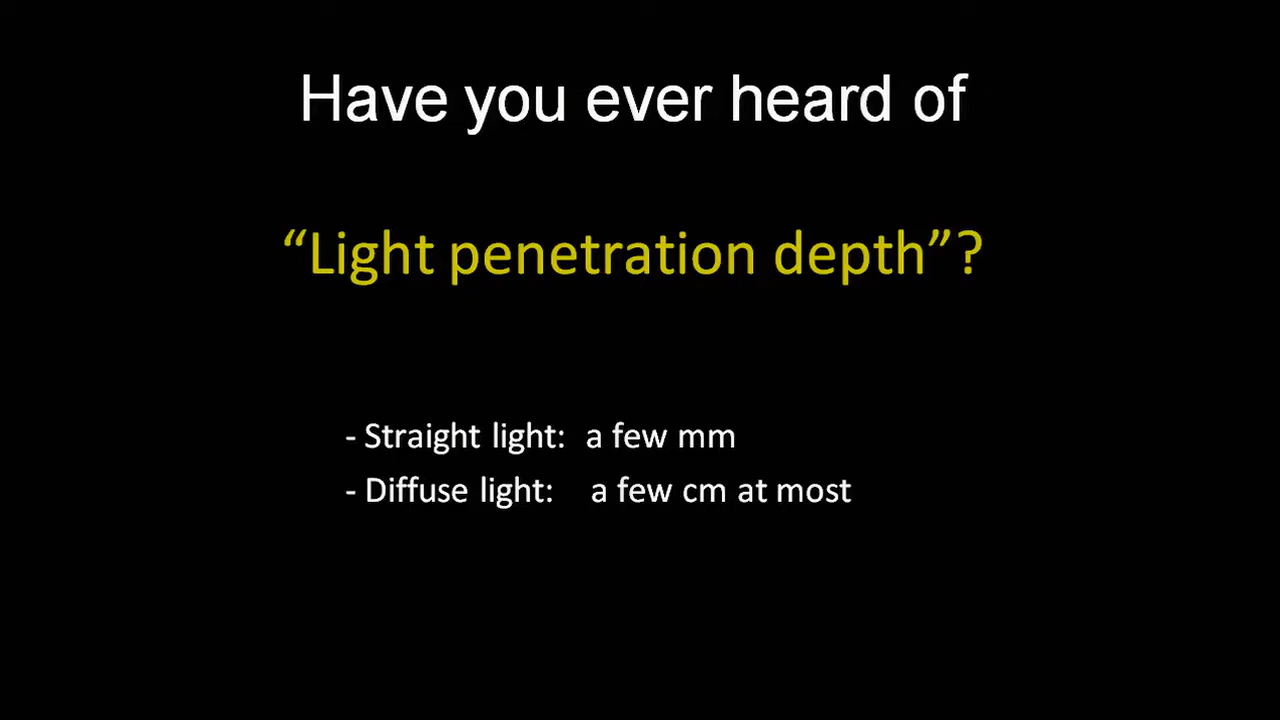 Have you ever heard of
“Light penetration depth”?
- Straight light: a few mm
- Diffuse light: a few cm at most